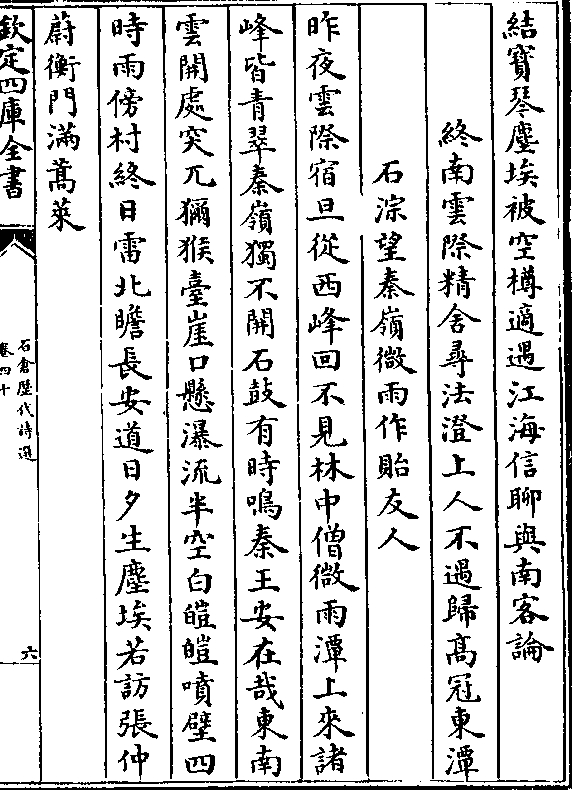 結寳琴塵埃被空樽適遇江海信聊與南客論
終南雲際精舍尋法澄上人不遇歸髙冠東潭
石淙望秦嶺微雨作貽友人
昨夜雲際宿旦從西峰回不見林中僧微雨潭上來諸
峰皆青翠秦嶺獨不開石鼓有時鳴秦王安在哉東南
雲開處突兀獼猴臺崖口懸瀑流半空白皚皚噴壁四
時雨傍村終日雷北瞻長安道日夕生塵埃若訪張仲
蔚衡門滿蒿萊
欽定四庫全書
石倉歴代詩選
卷四十
六